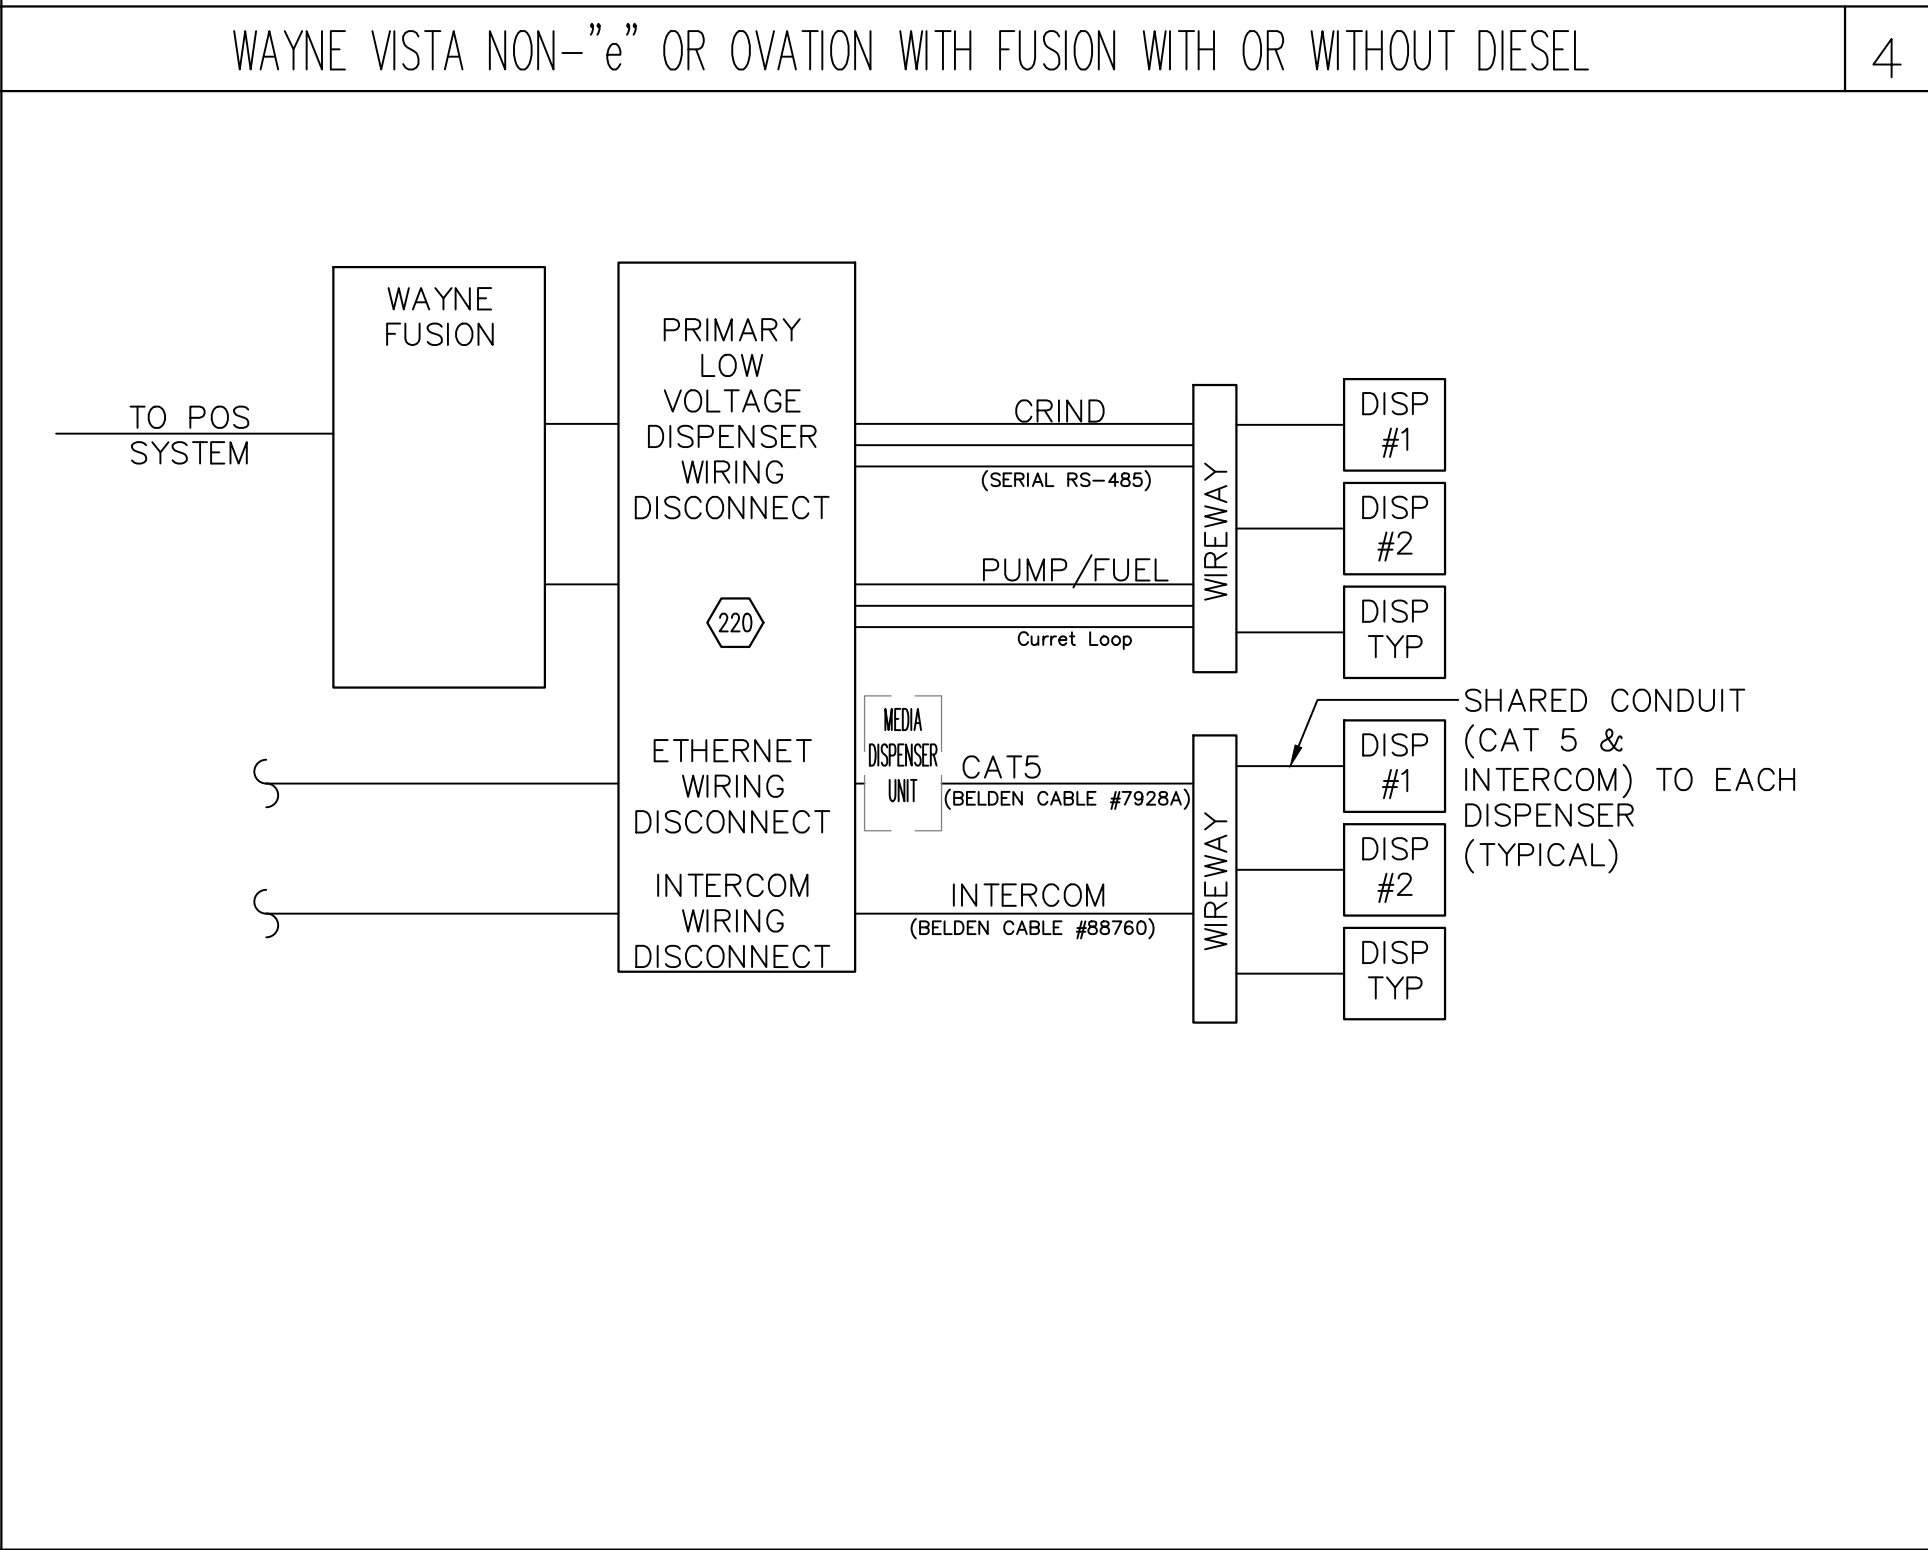 WAYNE VISTA NON-"e" OR OVATION WITH FUSION WITH OR WITHOUT DIESEL
4
WAYNE
FUSION
TO POS
SYSTEM
PRIMARY
LOW
VOLTAGE
DISPENSER
WIRING
DISCONNECT
220
ETHERNET
WIRING
DISCONNECT
INTERCOM
WIRING
DISCONNECT
CRIND
(SERIAL RS-485)
PUMP/FUEL
Curret Loop
MEDIA
DISPENSER
UNIT
CAT5
(BELDEN CABLE #7928A)
INTERCOM
(BELDEN CABLE #88760)
WIREWAY
WIREWAY
DISP
#1
DISP
#2
DISP
TYP
DISP
#1
DISP
#2
DISP
TYP
SHARED CONDUIT
(CAT 5 &
INTERCOM) TO EACH
DISPENSER
(TYPICAL)